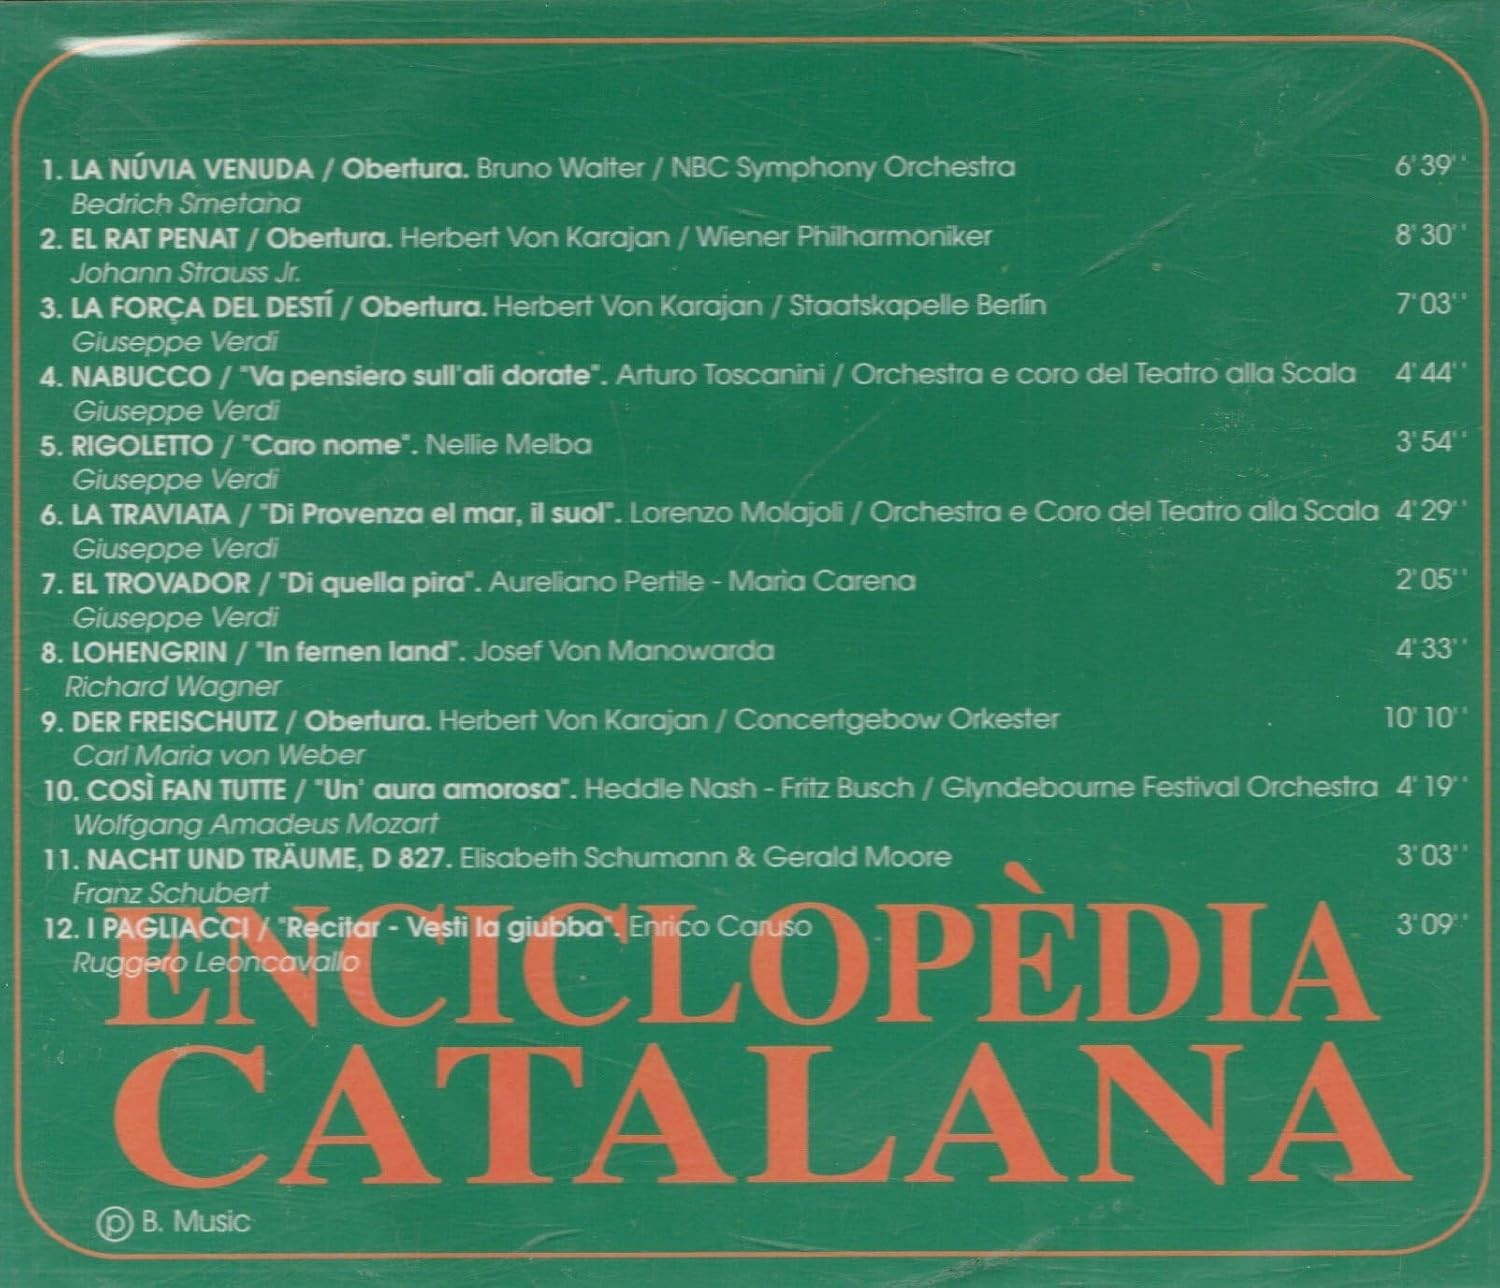 1. LA NÚVIA VENUDA / Obertura. Bruno Walter / NBC Symphony Orchestra 6'39''
Bedrich Smetana
2. EL RAT PENAT / Obertura. Herbert Von Karajan / Wiener Philharmoniker 8'30''
Johann Strauss Jr.
3. LA FORÇA DEL DESTÍ / Obertura. Herbert Von Karajan / Staatskapelle Berlín 7'03''
Giuseppe Verdi
4. NABUCCO / "Va pensiero sull'ali dorate". Arturo Toscanini / Orchestra e coro del Teatro alla Scala 4'44''
Giuseppe Verdi
5. RIGOLETTO / "Caro nome". Nellie Melba 3'54''
Giuseppe Verdi
6. LA TRAVIATA / "Di Provenza el mar, il suol". Lorenzo Molajoli / Orchestra e Coro del Teatro alla Scala 4'29''
Giuseppe Verdi
7. EL TROVADOR / "Di quella pira". Aureliano Pertile - Maria Carena 2'05''
Giuseppe Verdi
8. LOHENGRIN / "In fernen land". Josef Von Manowarda 4'33''
Richard Wagner
9. DER FREISCHUTZ / Obertura. Herbert Von Karajan / Concertgebow Orkester 10'10''
Carl Maria von Weber
10. COSÌ FAN TUTTE / "Un' aura amorosa". Heddle Nash - Fritz Busch / Glyndebourne Festival Orchestra 4'19''
Wolfgang Amadeus Mozart
11. NACHT UND TRÄUME, D 827. Elisabeth Schumann & Gerald Moore 3'03''
Franz Schubert
12. I PAGLIACCI / "Recitar - Vesti la giubba". Enrico Caruso 3'09''
Ruggero Leoncavallo
ENCICLOPÈDIA
CATALANA
℗ B. Music